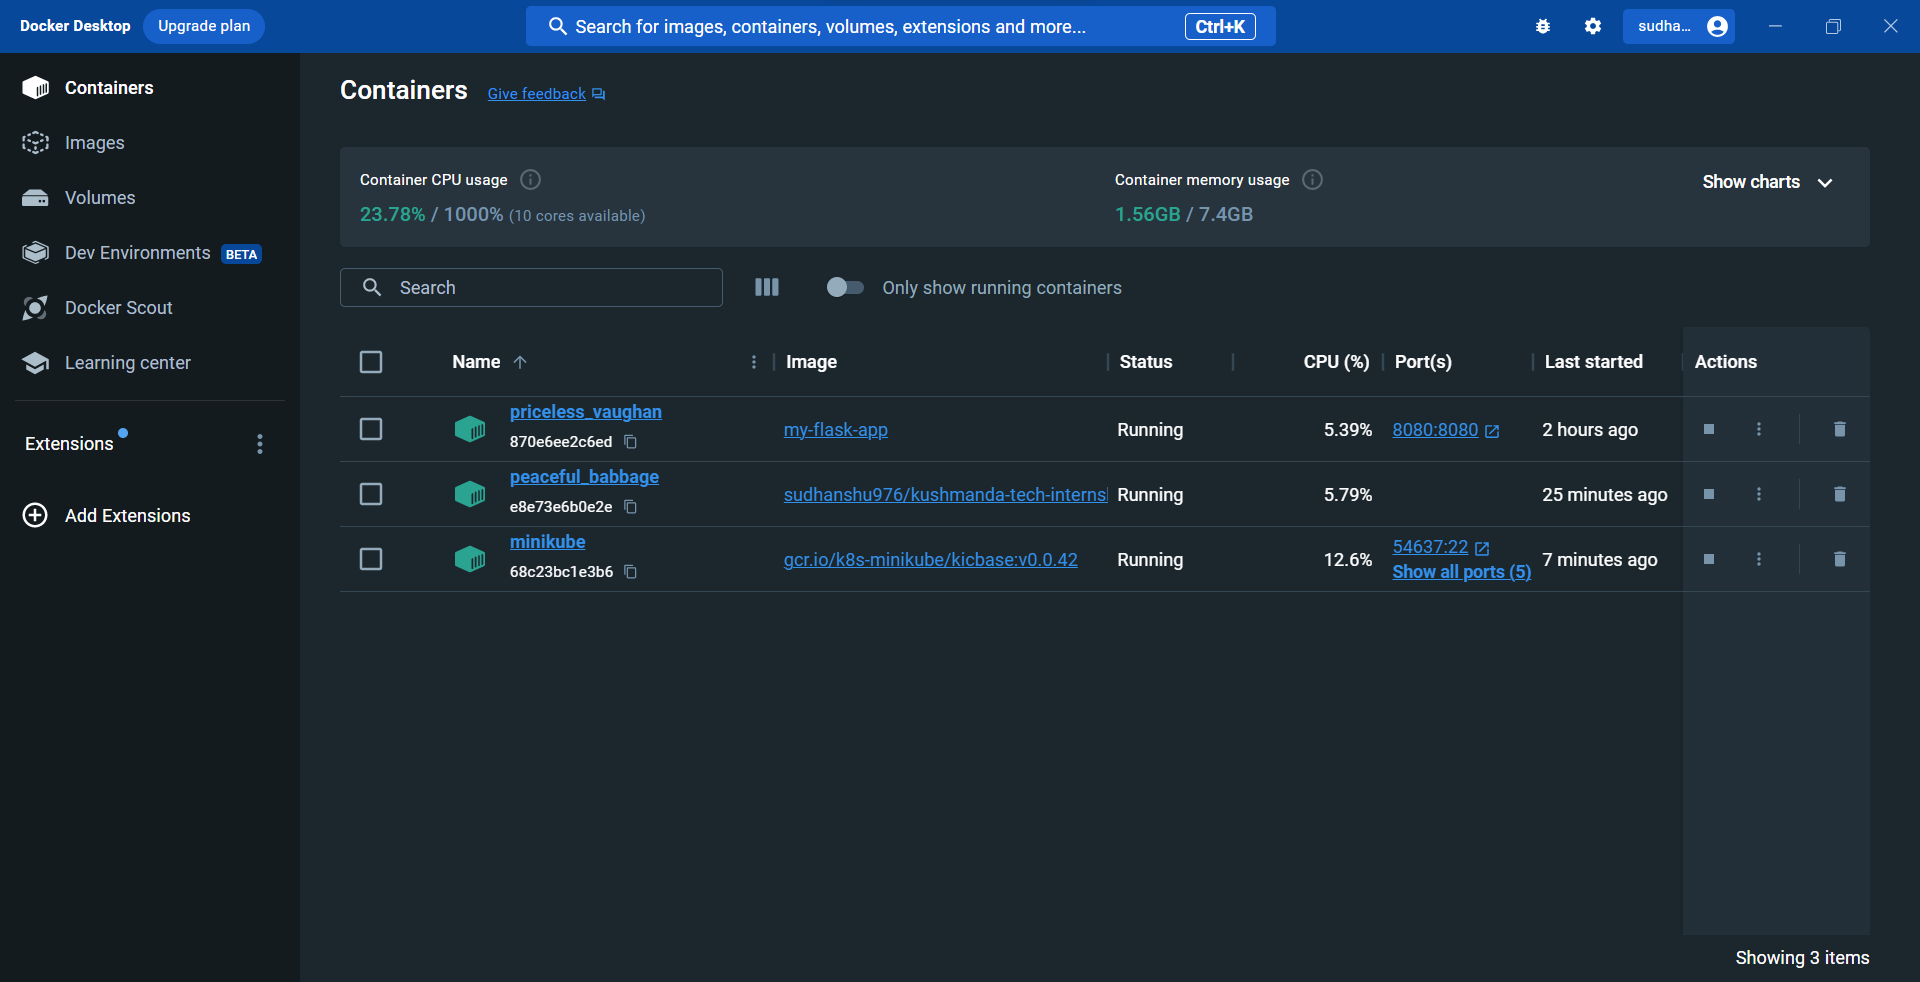 Docker Desktop
Upgrade plan
Search for images, containers, volumes, extensions and more...
Ctrl+K
sudha...
Containers
Images
Volumes
Dev Environments BETA
Docker Scout
Learning center
Extensions
Add Extensions
Containers Give feedback
Container CPU usage
23.78% / 1000% (10 cores available)
Container memory usage
1.56GB / 7.4GB
Show charts
Search
Only show running containers
Name Image Status CPU (%) Port(s) Last started Actions
priceless_vaughan
870e6ee2c6ed
my-flask-app Running 5.39% 8080:8080 2 hours ago
peaceful_babbage
e8e73e6b0e2e
sudhanshu976/kushmanda-tech-interns Running 5.79% 25 minutes ago
minikube
68c23bc1e3b6
gcr.io/k8s-minikube/kicbase:v0.0.42 Running 12.6% 54637:22
Show all ports (5)
7 minutes ago
Showing 3 items